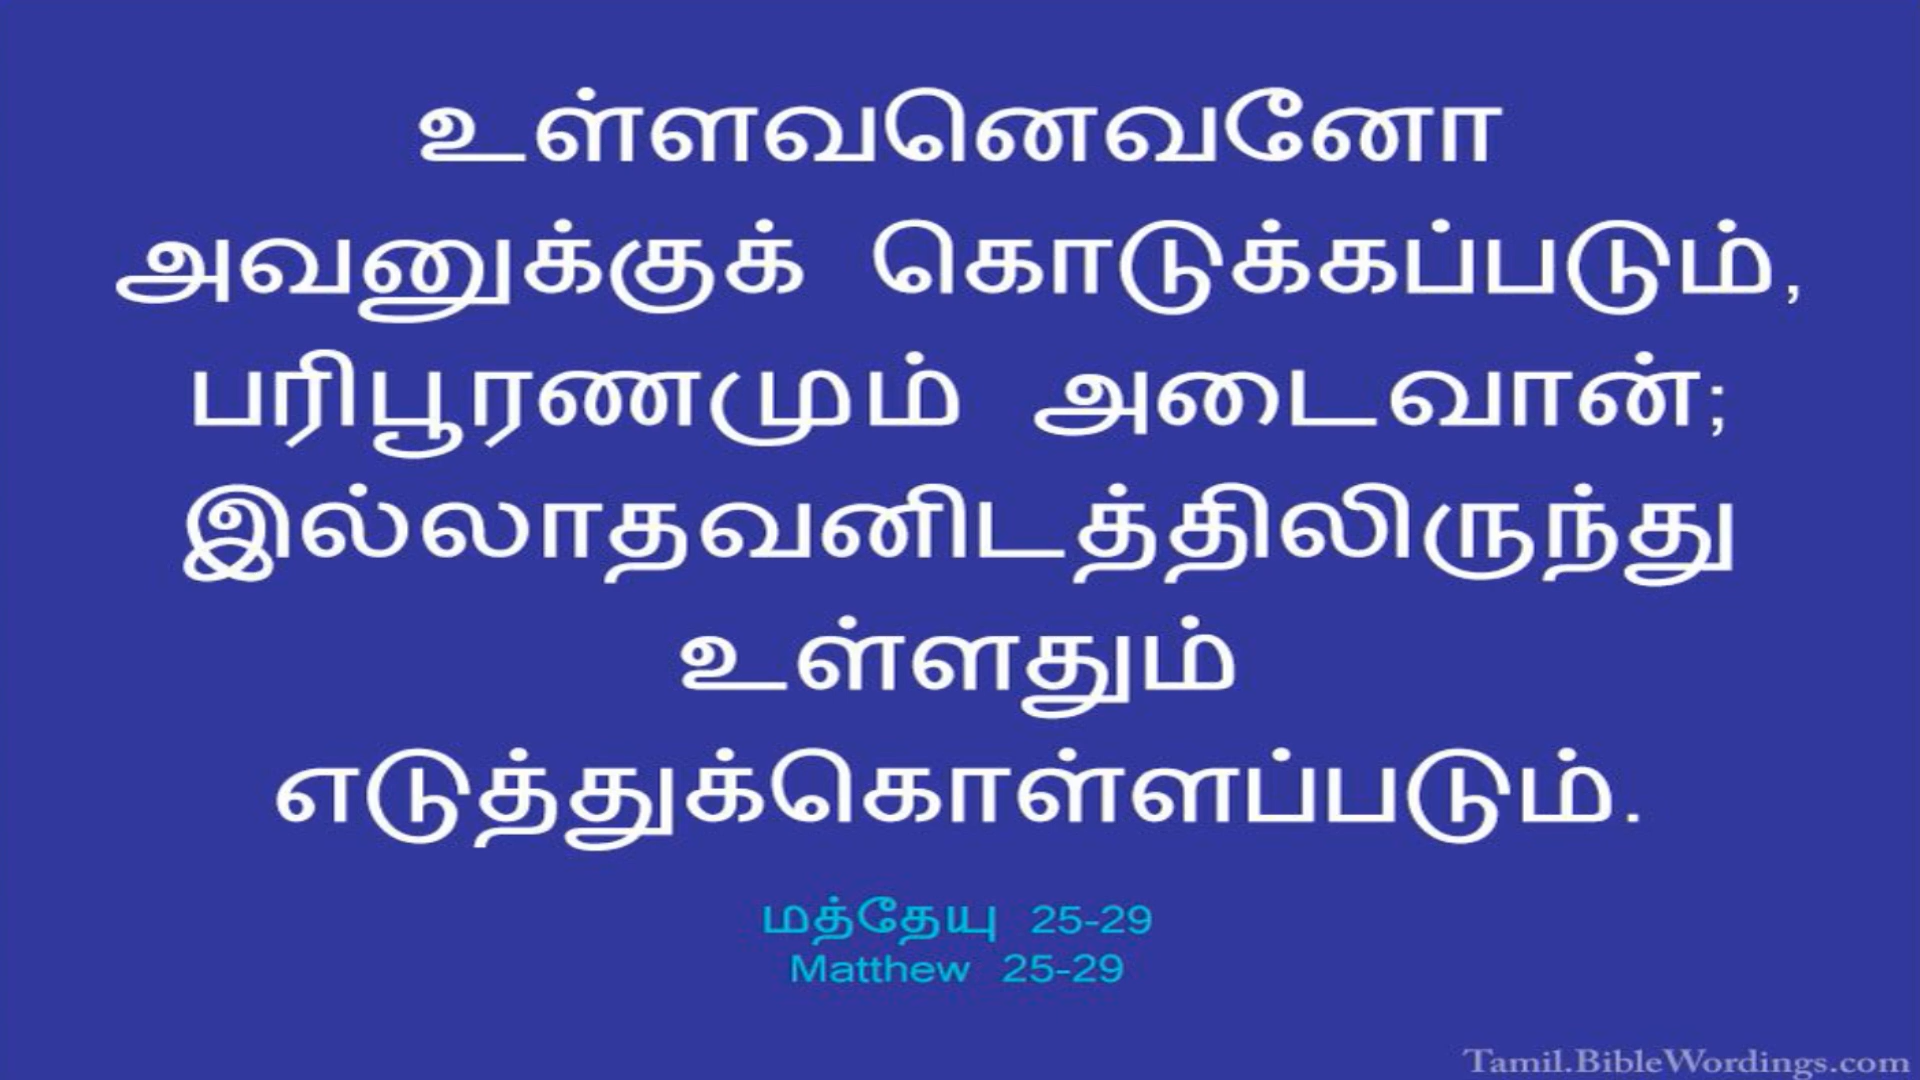 உள்ளவனெவனோ
அவனுக்குக் கொடுக்கப்படும்,
பரிபூரணமும் அடைவான்;
இல்லாதவனிடத்திலிருந்து
உள்ளதும்
எடுத்துக்கொள்ளப்படும்.
மத்தேயு 25-29
Matthew 25-29
Tamil.BibleWordings.com